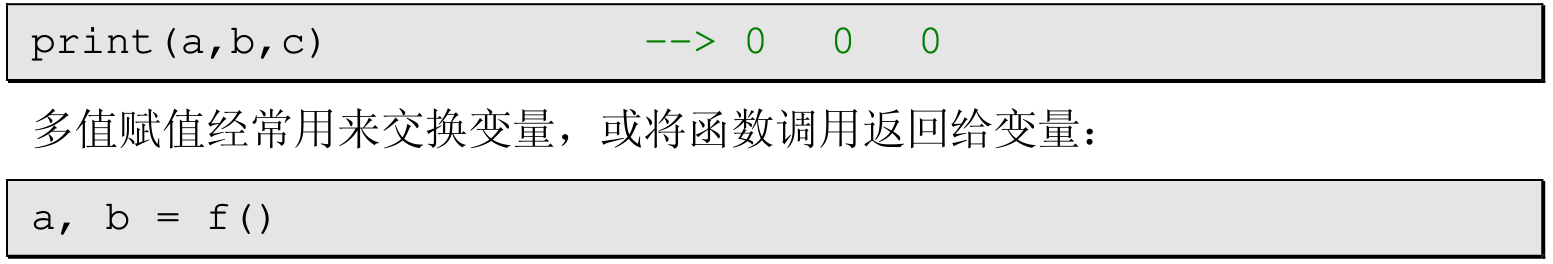 print(a,b,c) --> 0 0 0
多值赋值经常用来交换变量，或将函数调用返回给变量：
a, b = f()